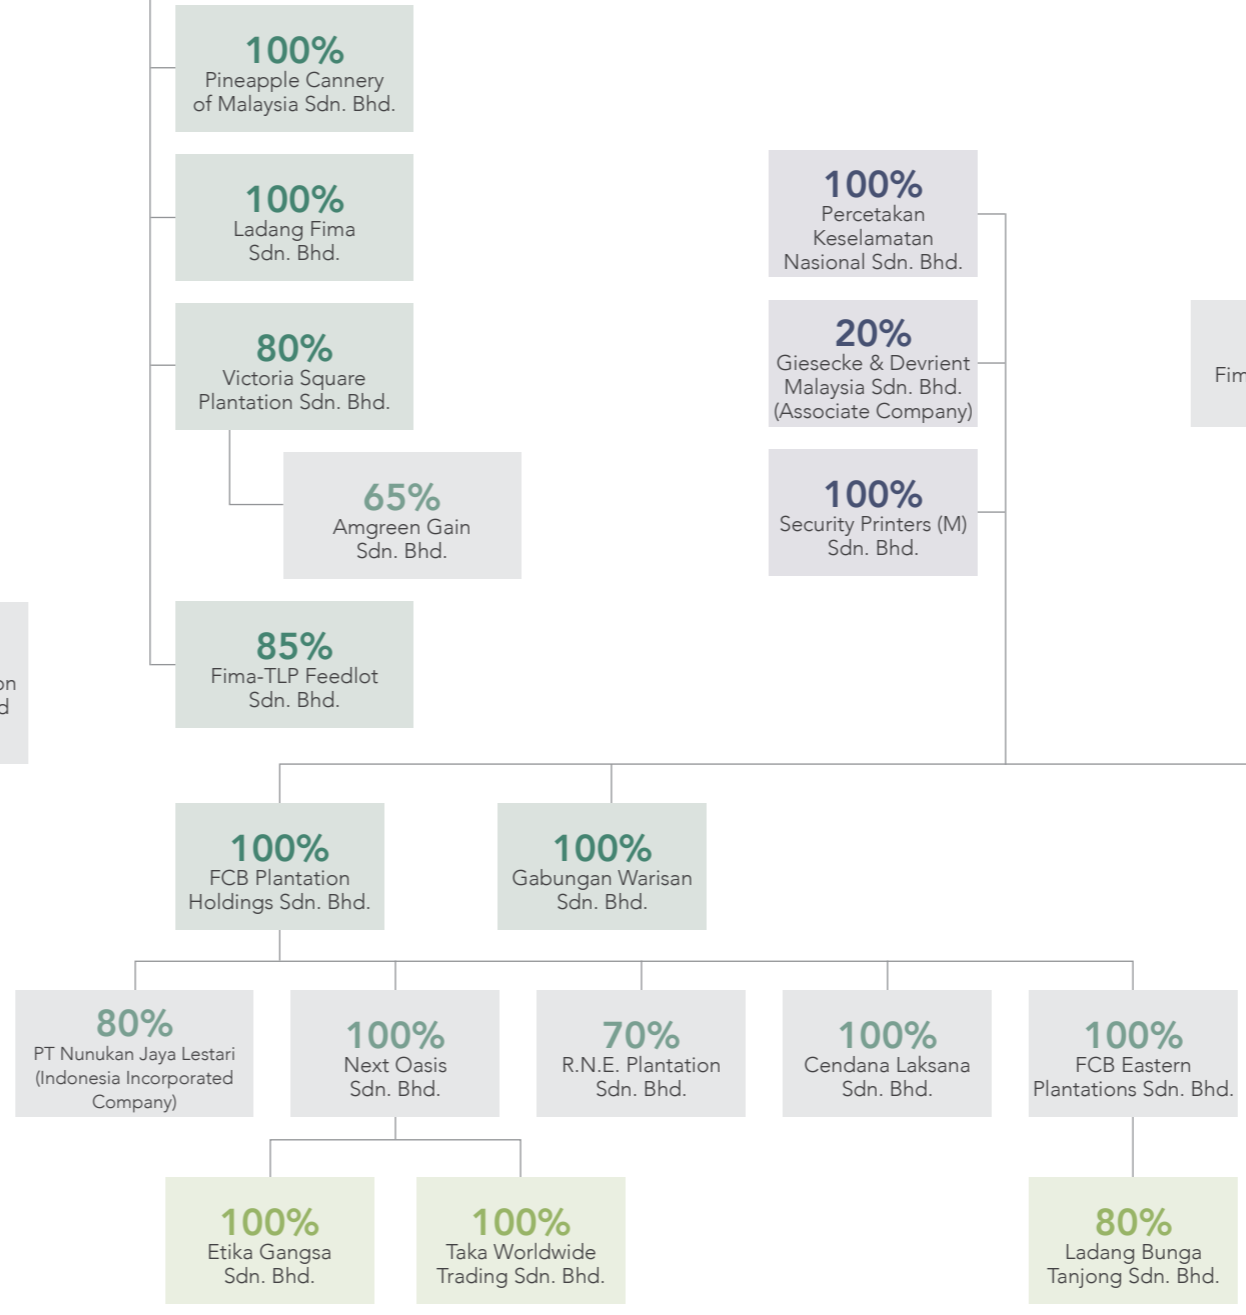 100%
Pineapple Cannery
of Malaysia Sdn. Bhd.
100%
Ladang Fima
Sdn. Bhd.
80%
Victoria Square
Plantation Sdn. Bhd.
65%
Amgreen Gain
Sdn. Bhd.
85%
Fima-TLP Feedlot
Sdn. Bhd.
100%
Percetakan
Keselamatan
Nasional Sdn. Bhd.
20%
Giesecke & Devrient
Malaysia Sdn. Bhd.
(Associate Company)
100%
Security Printers (M)
Sdn. Bhd.
100%
FCB Plantation
Holdings Sdn. Bhd.
100%
Gabungan Warisan
Sdn. Bhd.
80%
PT Nunukan Jaya Lestari
(Indonesia Incorporated
Company)
100%
Next Oasis
Sdn. Bhd.
70%
R.N.E. Plantation
Sdn. Bhd.
100%
Cendana Laksana
Sdn. Bhd.
100%
FCB Eastern
Plantations Sdn. Bhd.
100%
Etika Gangsa
Sdn. Bhd.
100%
Taka Worldwide
Trading Sdn. Bhd.
80%
Ladang Bunga
Tanjong Sdn. Bhd.